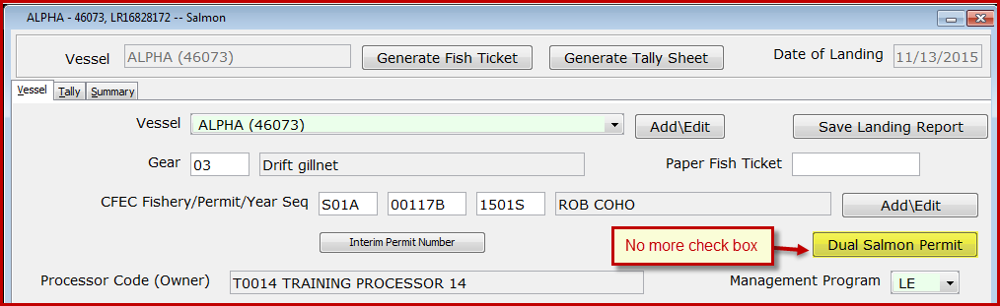 ALPHA - 46073, LR16828172 -- Salmon
Vessel ALPHA (46073) Generate Fish Ticket Generate Tally Sheet Date of Landing 11/13/2015
Vessel Tally Summary
Vessel ALPHA (46073) Add\Edit Save Landing Report
Gear 03 Drift gillnet Paper Fish Ticket
CFEC Fishery/Permit/Year Seq S01A 00117B 1501S ROB COHO Add\Edit
Interim Permit Number No more check box Dual Salmon Permit
Processor Code (Owner) T0014 TRAINING PROCESSOR 14 Management Program LE